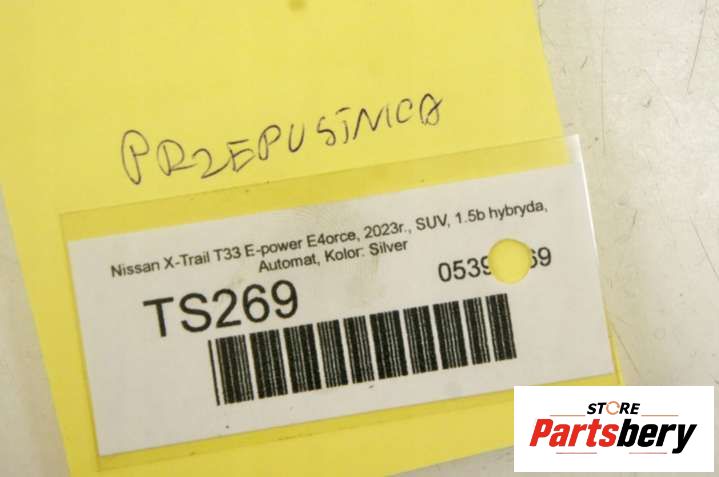 PRZEPUSTNICA
Nissan X-Trail T33 E-power E4orce, 2023r., SUV, 1.5b hybryda,
Automat, Kolor: Silver
TS269
STORE
Partsbery